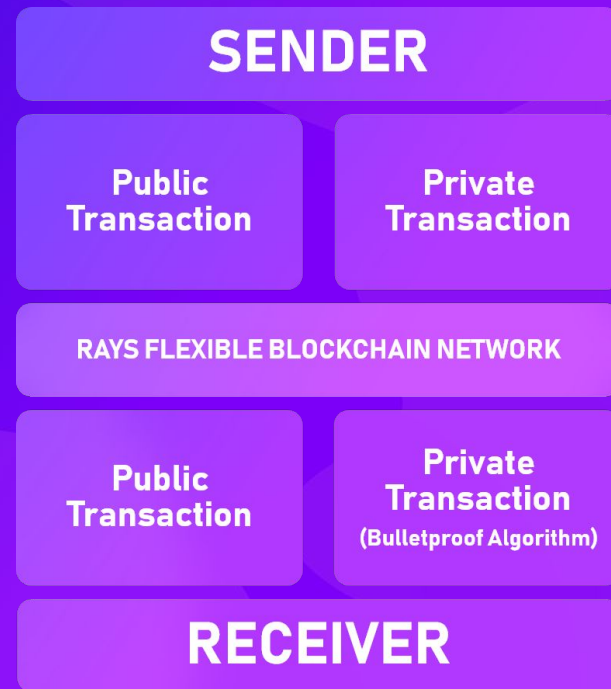 SENDER
Public
Transaction
Private
Transaction
RAYS FLEXIBLE BLOCKCHAIN NETWORK
Public
Transaction
Private
Transaction
(Bulletproof Algorithm)
RECEIVER